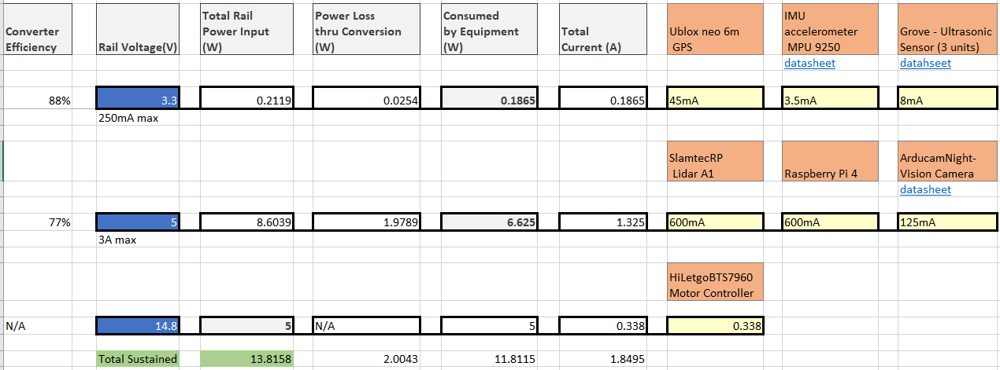 Converter Efficiency
Rail Voltage(V)
Total Rail Power Input (W)
Power Loss thru Conversion (W)
Consumed by Equipment (W)
Total Current (A)
Ublox neo 6m GPS
IMU accelerometer MPU 9250
Grove - Ultrasonic Sensor (3 units)
datasheet
datahseet
88% 3.3 0.2119 0.0254 0.1865 0.1865 45mA 3.5mA 8mA
250mA max
SlamtecRP Lidar A1
Raspberry Pi 4
ArducamNight-Vision Camera
datasheet
77% 5 8.6039 1.9789 6.625 1.325 600mA 600mA 125mA
3A max
HiLetgoBTS7960 Motor Controller
N/A 14.8 5 N/A 5 0.338 0.338
Total Sustained 13.8158 2.0043 11.8115 1.8495